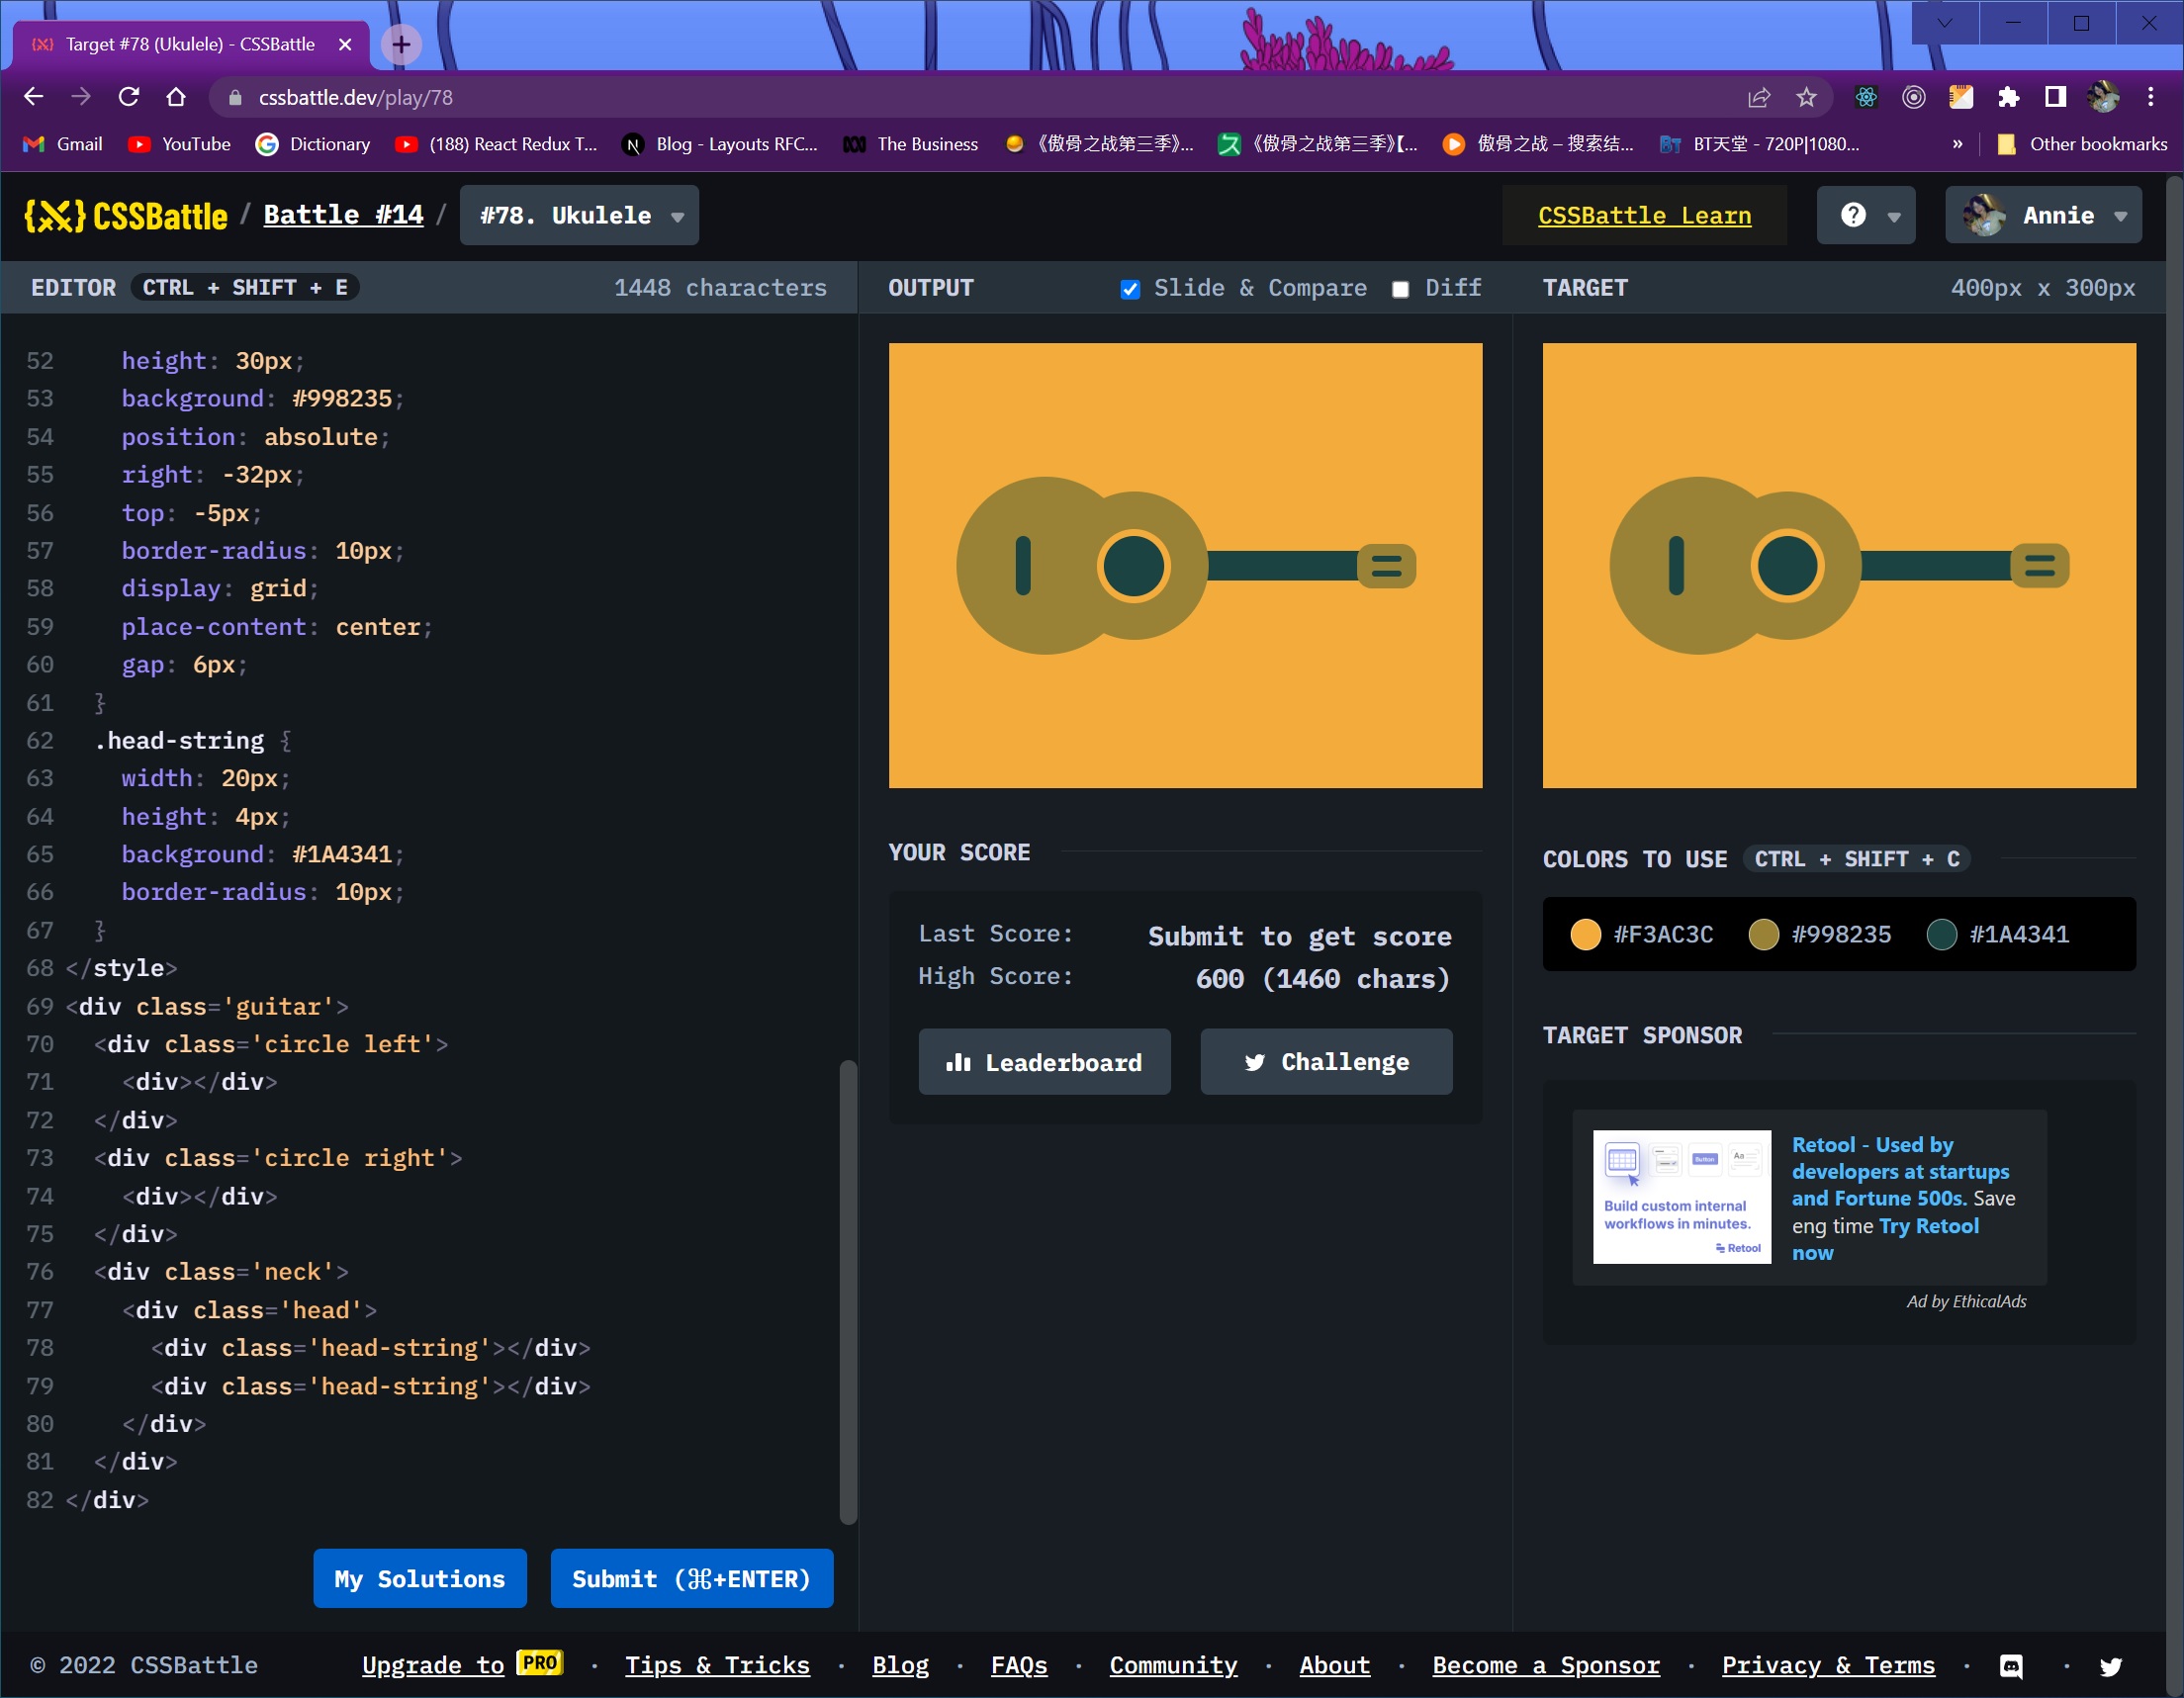 Target #78 (Ukulele) - CSSBattle
cssbattle.dev/play/78
Gmail YouTube Dictionary (188) React Redux T... Blog - Layouts RFC... The Business 《傲骨之战第三季》... 《傲骨之战第三季》【... 傲骨之战 – 搜索结... BT天堂 - 720P|1080... » Other bookmarks
{X} CSSBattle / Battle #14 / #78. Ukulele CSSBattle Learn ? Annie
EDITOR CTRL + SHIFT + E 1448 characters
52 height: 30px;
53 background: #998235;
54 position: absolute;
55 right: -32px;
56 top: -5px;
57 border-radius: 10px;
58 display: grid;
59 place-content: center;
60 gap: 6px;
61 }
62 .head-string {
63 width: 20px;
64 height: 4px;
65 background: #1A4341;
66 border-radius: 10px;
67 }
68 </style>
69 <div class='guitar'>
70 <div class='circle left'>
71 <div></div>
72 </div>
73 <div class='circle right'>
74 <div></div>
75 </div>
76 <div class='neck'>
77 <div class='head'>
78 <div class='head-string'></div>
79 <div class='head-string'></div>
80 </div>
81 </div>
82 </div>
My Solutions Submit (⌘+ENTER)
OUTPUT Slide & Compare Diff
YOUR SCORE
Last Score: Submit to get score
High Score: 600 (1460 chars)
Leaderboard Challenge
TARGET 400px x 300px
COLORS TO USE CTRL + SHIFT + C
#F3AC3C #998235 #1A4341
TARGET SPONSOR
Button Aa
Build custom internal
workflows in minutes.
Retool
Retool - Used by
developers at startups
and Fortune 500s. Save
eng time Try Retool
now
Ad by EthicalAds
© 2022 CSSBattle Upgrade to PRO · Tips & Tricks · Blog · FAQs · Community · About · Become a Sponsor · Privacy & Terms · ·